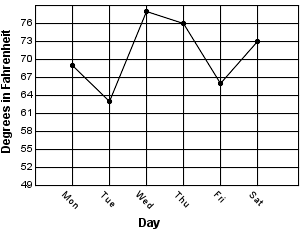 Degrees in Fahrenheit
76
73
70
67
64
61
58
55
52
49
Mon
Tue
Wed
Thu
Fri
Sat
Day